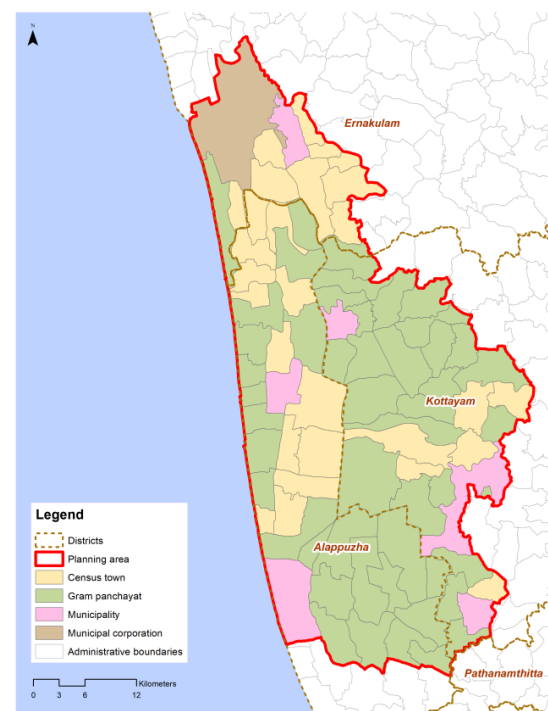 N
Ernakulam
Kottayam
Alappuzha
Pathanamthitta
Legend
Districts
Planning area
Census town
Gram panchayat
Municipality
Municipal corporation
Administrative boundaries
Kilometers
0 3 6 12